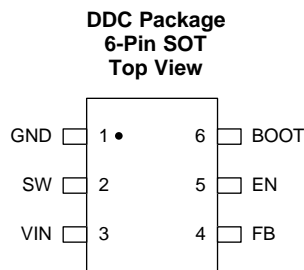 DDC Package
6-Pin SOT
Top View
GND 1 6 BOOT
SW 2 5 EN
VIN 3 4 FB